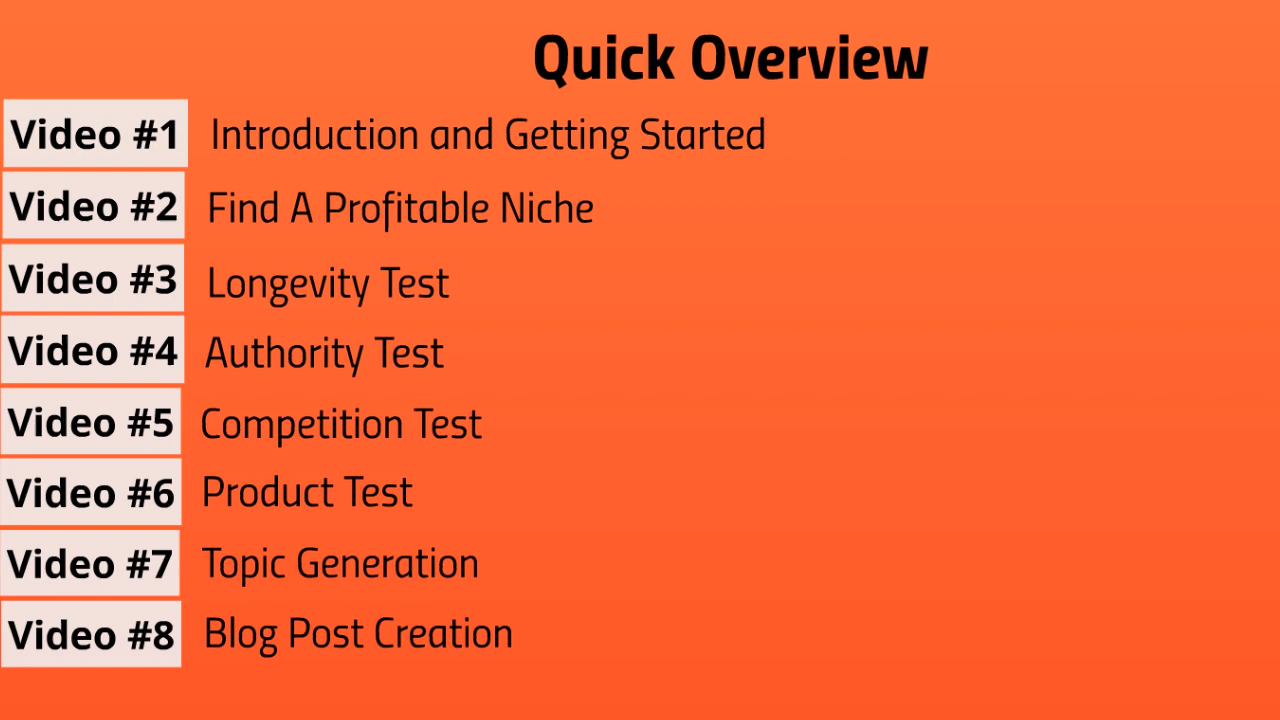 Quick Overview
Video #1 Introduction and Getting Started
Video #2 Find A Profitable Niche
Video #3 Longevity Test
Video #4 Authority Test
Video #5 Competition Test
Video #6 Product Test
Video #7 Topic Generation
Video #8 Blog Post Creation